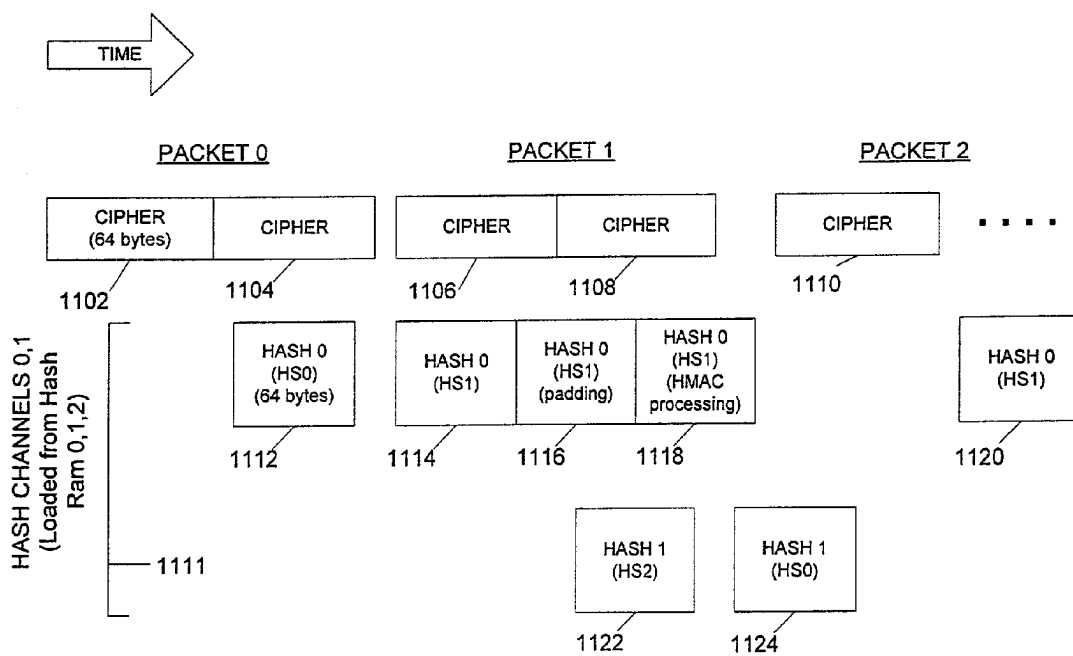 TIME
PACKET 0
PACKET 1
PACKET 2
CIPHER
(64 bytes)
CIPHER
CIPHER
CIPHER
CIPHER
. . . .
1102
1104
1106
1108
1110
HASH CHANNELS 0,1
(Loaded from Hash
Ram 0,1,2)
1111
HASH 0
(HS0)
(64 bytes)
HASH 0
(HS1)
HASH 0
(HS1)
(padding)
HASH 0
(HS1)
(HMAC
processing)
HASH 0
(HS1)
1112
1114
1116
1118
1120
HASH 1
(HS2)
HASH 1
(HS0)
1122
1124